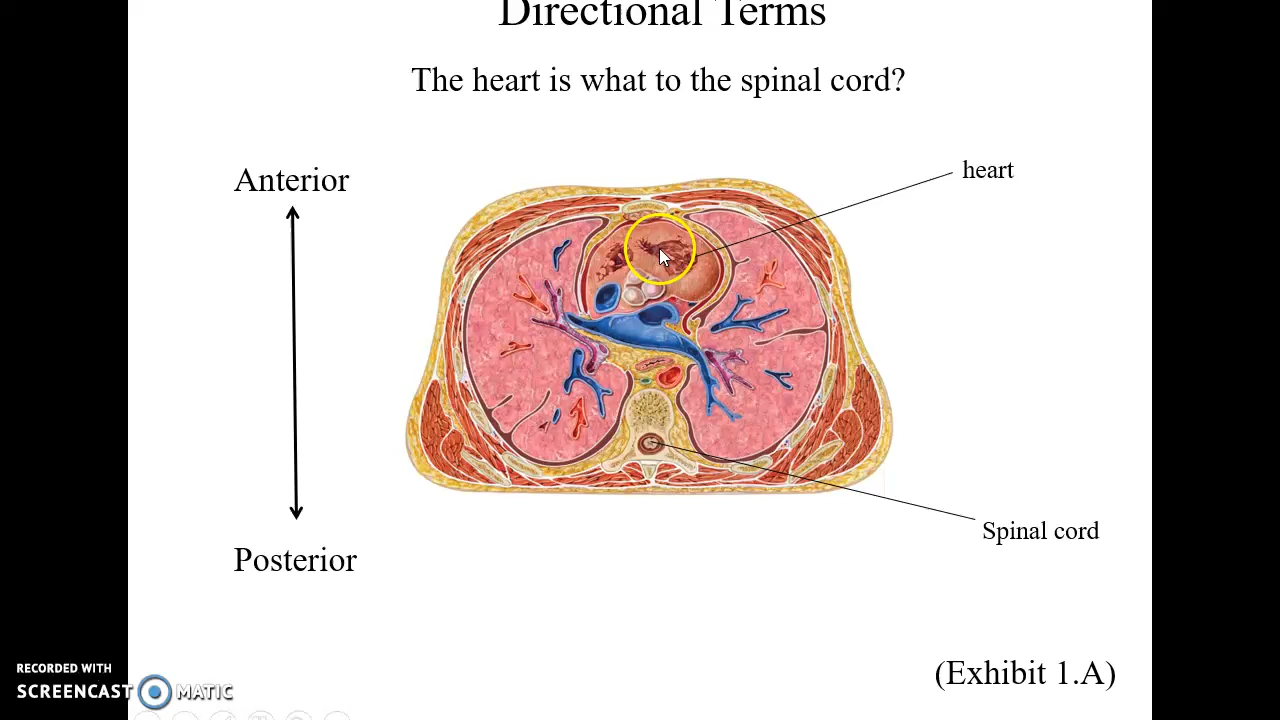 Directional Terms
The heart is what to the spinal cord?
Anterior
heart
Spinal cord
Posterior
(Exhibit 1.A)
RECORDED WITH
SCREENCAST MATIC